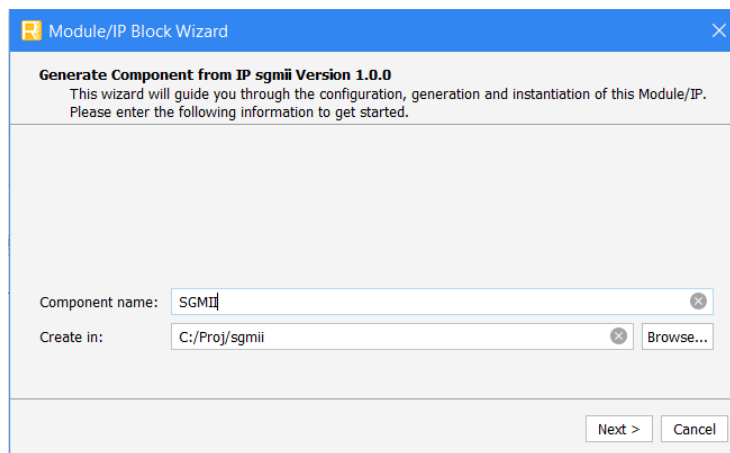 Module/IP Block Wizard
Generate Component from IP sgmii Version 1.0.0
This wizard will guide you through the configuration, generation and instantiation of this Module/IP.
Please enter the following information to get started.
Component name: SGMII
Create in: C:/Proj/sgmii Browse...
Next > Cancel